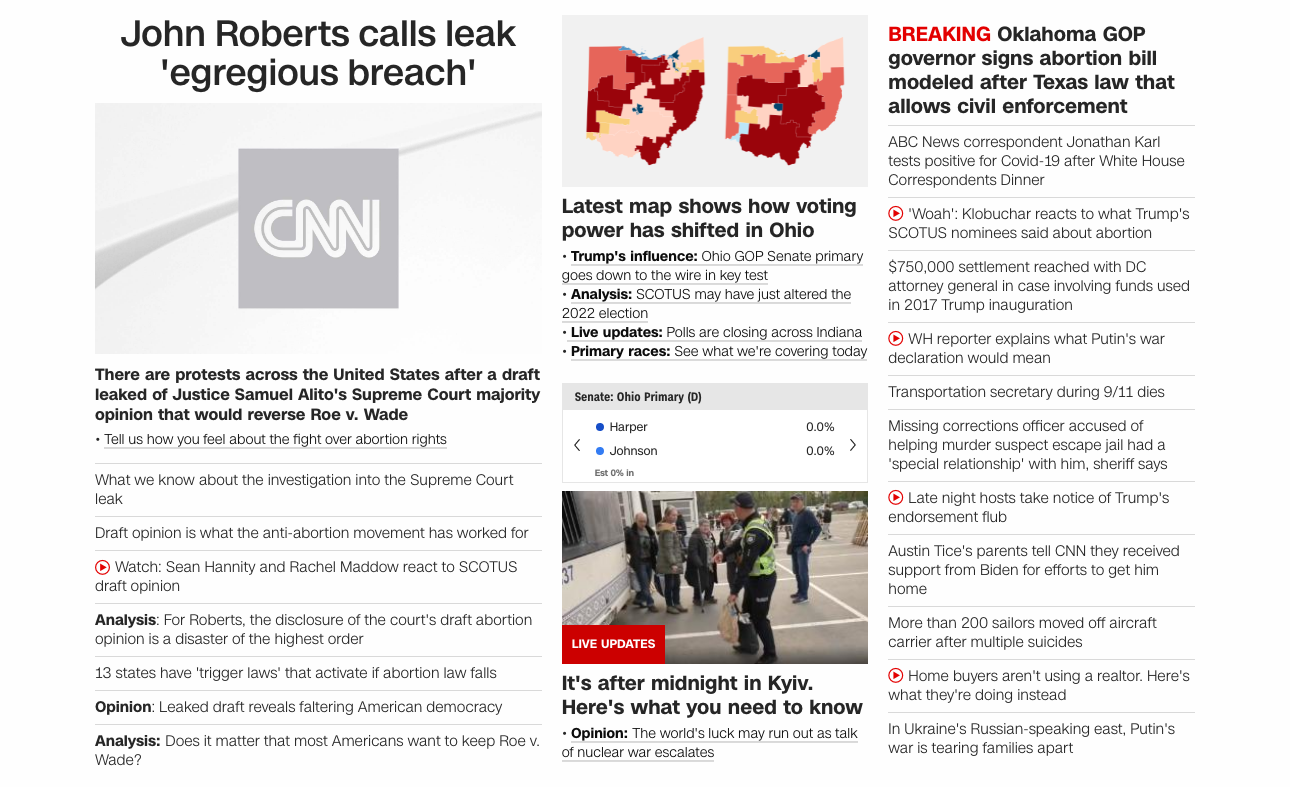 John Roberts calls leak
'egregious breach'
CNN
There are protests across the United States after a draft
leaked of Justice Samuel Alito's Supreme Court majority
opinion that would reverse Roe v. Wade
• Tell us how you feel about the fight over abortion rights
What we know about the investigation into the Supreme Court
leak
Draft opinion is what the anti-abortion movement has worked for
Watch: Sean Hannity and Rachel Maddow react to SCOTUS
draft opinion
Analysis: For Roberts, the disclosure of the court's draft abortion
opinion is a disaster of the highest order
13 states have 'trigger laws' that activate if abortion law falls
Opinion: Leaked draft reveals faltering American democracy
Analysis: Does it matter that most Americans want to keep Roe v.
Wade?
Latest map shows how voting
power has shifted in Ohio
• Trump's influence: Ohio GOP Senate primary
goes down to the wire in key test
• Analysis: SCOTUS may have just altered the
2022 election
• Live updates: Polls are closing across Indiana
• Primary races: See what we're covering today
Senate: Ohio Primary (D)
Harper 0.0%
Johnson 0.0%
Est 0% in
37
LIVE UPDATES
It's after midnight in Kyiv.
Here's what you need to know
• Opinion: The world's luck may run out as talk
of nuclear war escalates
BREAKING Oklahoma GOP
governor signs abortion bill
modeled after Texas law that
allows civil enforcement
ABC News correspondent Jonathan Karl
tests positive for Covid-19 after White House
Correspondents Dinner
'Woah': Klobuchar reacts to what Trump's
SCOTUS nominees said about abortion
$750,000 settlement reached with DC
attorney general in case involving funds used
in 2017 Trump inauguration
WH reporter explains what Putin's war
declaration would mean
Transportation secretary during 9/11 dies
Missing corrections officer accused of
helping murder suspect escape jail had a
'special relationship' with him, sheriff says
Late night hosts take notice of Trump's
endorsement flub
Austin Tice's parents tell CNN they received
support from Biden for efforts to get him
home
More than 200 sailors moved off aircraft
carrier after multiple suicides
Home buyers aren't using a realtor. Here's
what they're doing instead
In Ukraine's Russian-speaking east, Putin's
war is tearing families apart